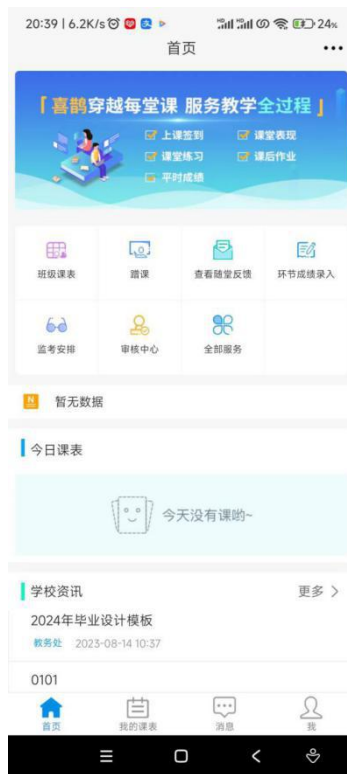 20:39 | 6.2K/s 24%
首页
「喜鹊穿越每堂课 服务教学全过程」
上课签到 课堂表现
课堂练习 课后作业
平时成绩
班级课表 蹭课 查看随堂反馈 环节成绩录入
监考安排 审核中心 全部服务
N 暂无数据
今日课表
今天没有课哟~
学校资讯 更多 >
2024年毕业设计模板
教务处 2023-08-14 10:37
0101
首页 我的课表 消息 我